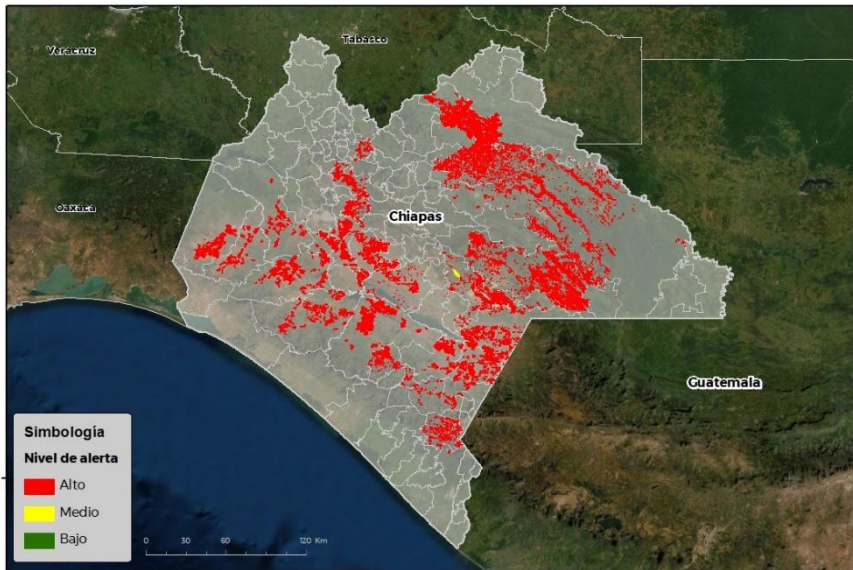 Tabasco
Veracruz
Oaxaca
Chiapas
Guatemala
Simbología
Nivel de alerta
Alto
Medio
Bajo
0 30 60 120 Km